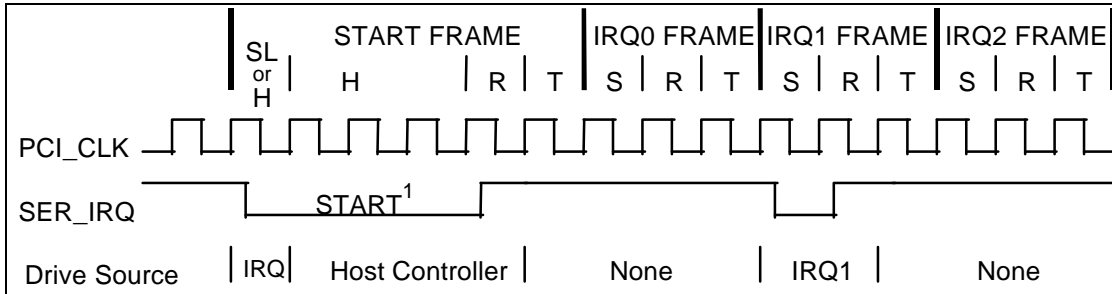 START FRAME IRQ0 FRAME IRQ1 FRAME IRQ2 FRAME
SL
or
H
H R T S R T S R T S R T
PCI_CLK
START1
SER_IRQ
Drive Source IRQ Host Controller None IRQ1 None